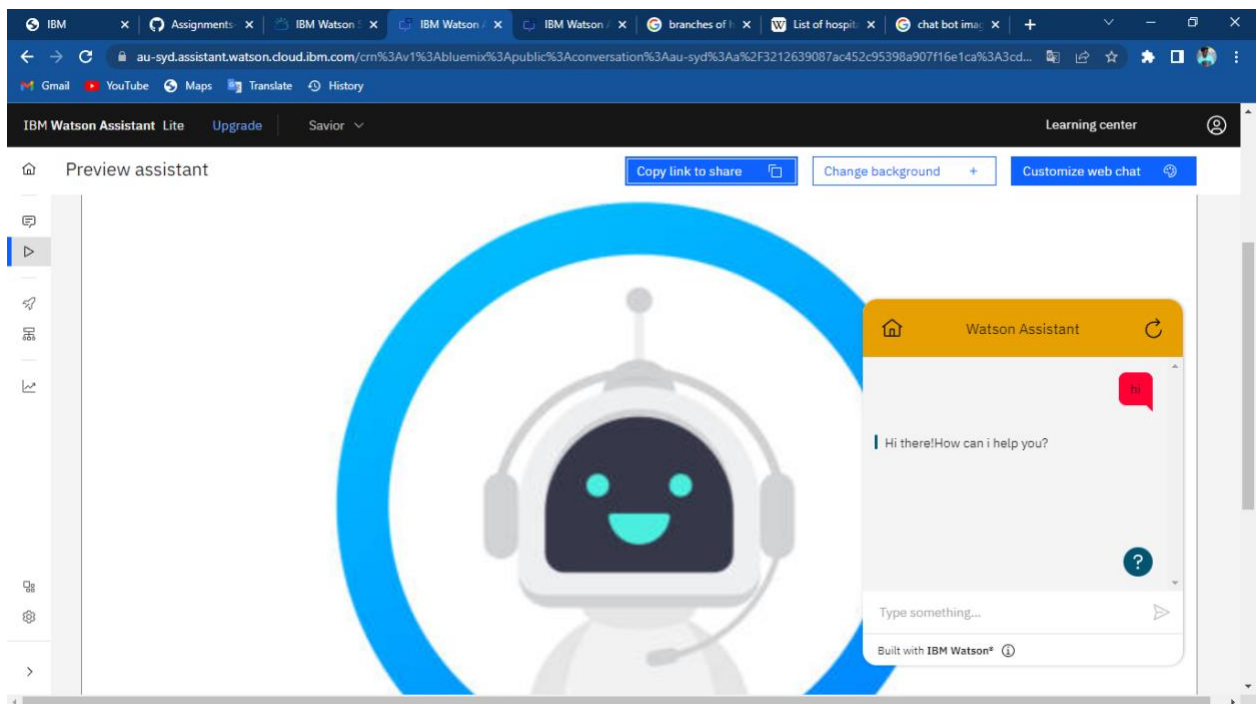 IBM
Assignments
IBM Watson S
IBM Watson A
IBM Watson A
branches of h
List of hospita
chat bot imag
au-syd.assistant.watson.cloud.ibm.com/crn%3Av1%3Abluemix%3Apublic%3Aconversation%3Aau-syd%3Aa%2F3212639087ac452c95398a907f16e1ca%3A3cd...
Gmail
YouTube
Maps
Translate
History
IBM Watson Assistant Lite
Upgrade
Savior
Learning center
Preview assistant
Copy link to share
Change background +
Customize web chat
Watson Assistant
hi
Hi there!How can i help you?
?
Type something...
Built with IBM Watson®